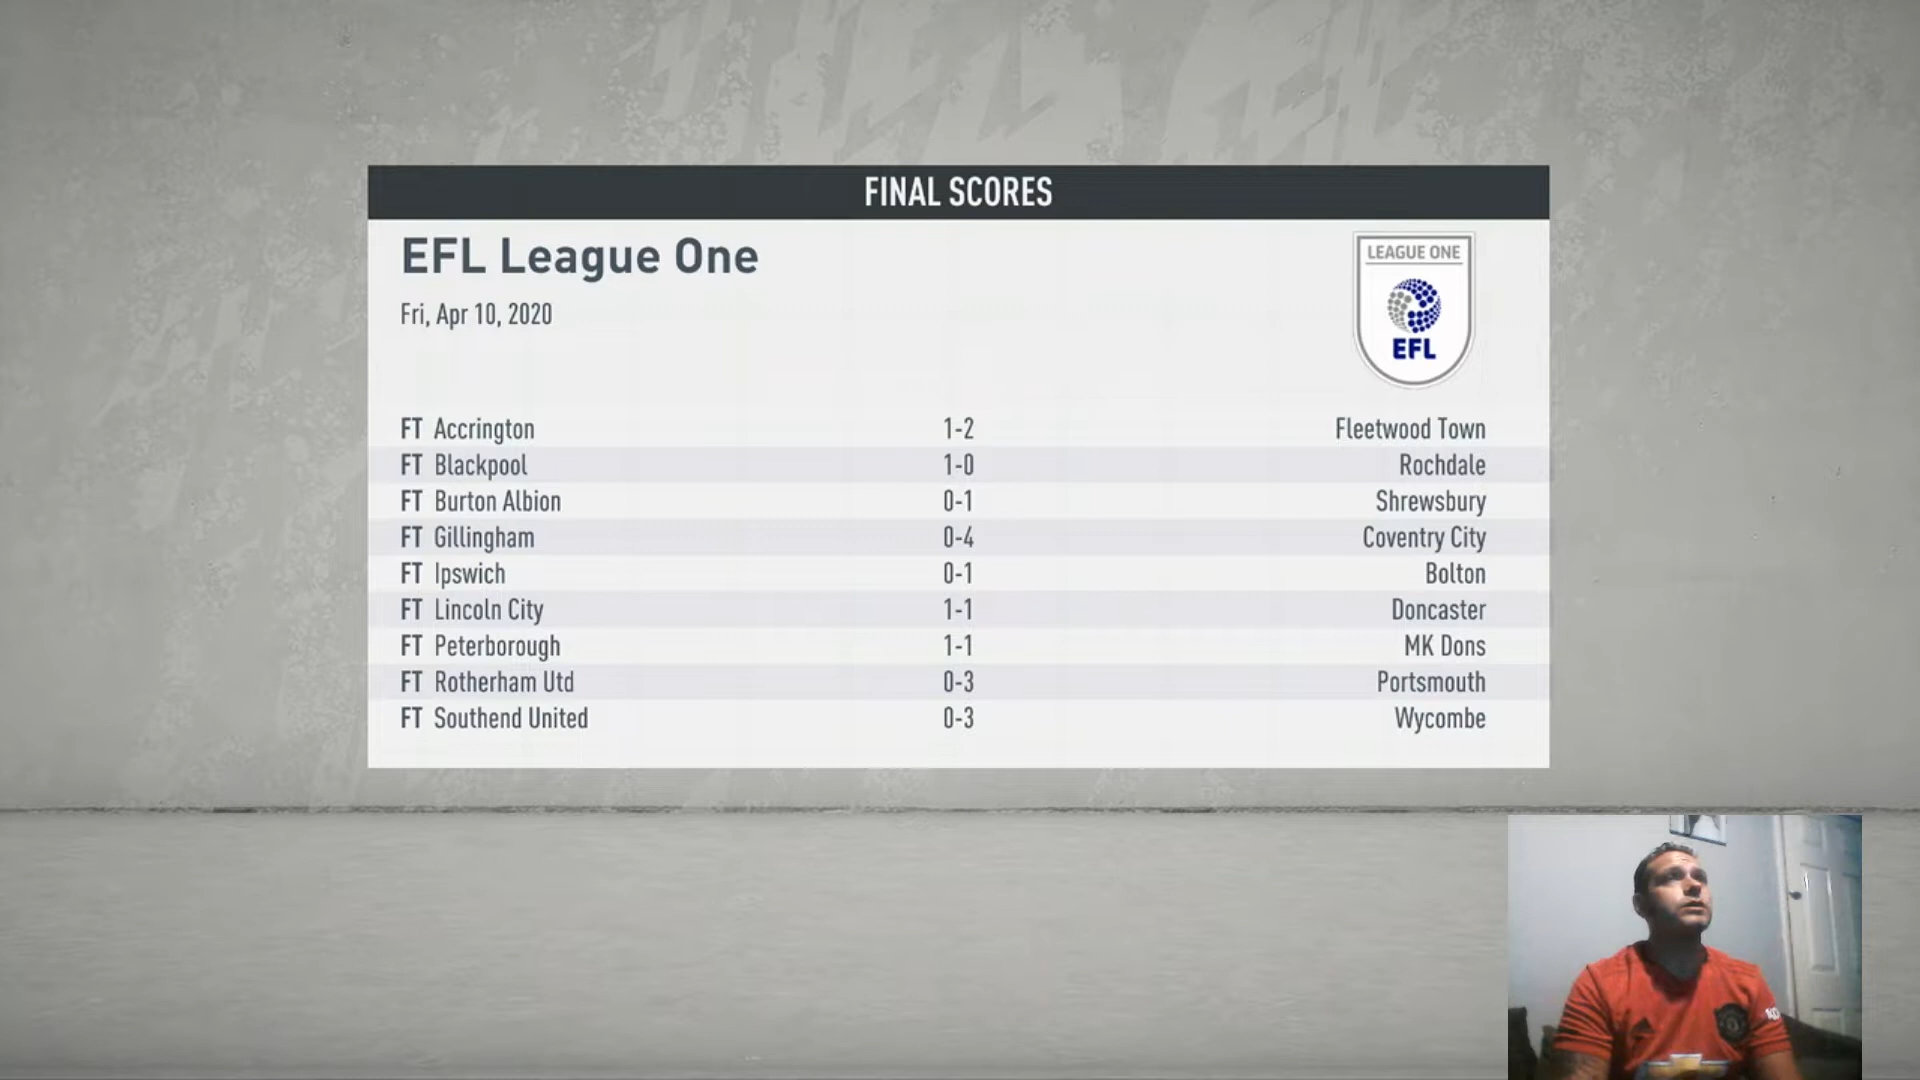 FINAL SCORES
EFL League One
LEAGUE ONE
EFL
Fri, Apr 10, 2020
FT Accrington 1-2 Fleetwood Town
FT Blackpool 1-0 Rochdale
FT Burton Albion 0-1 Shrewsbury
FT Gillingham 0-4 Coventry City
FT Ipswich 0-1 Bolton
FT Lincoln City 1-1 Doncaster
FT Peterborough 1-1 MK Dons
FT Rotherham Utd 0-3 Portsmouth
FT Southend United 0-3 Wycombe